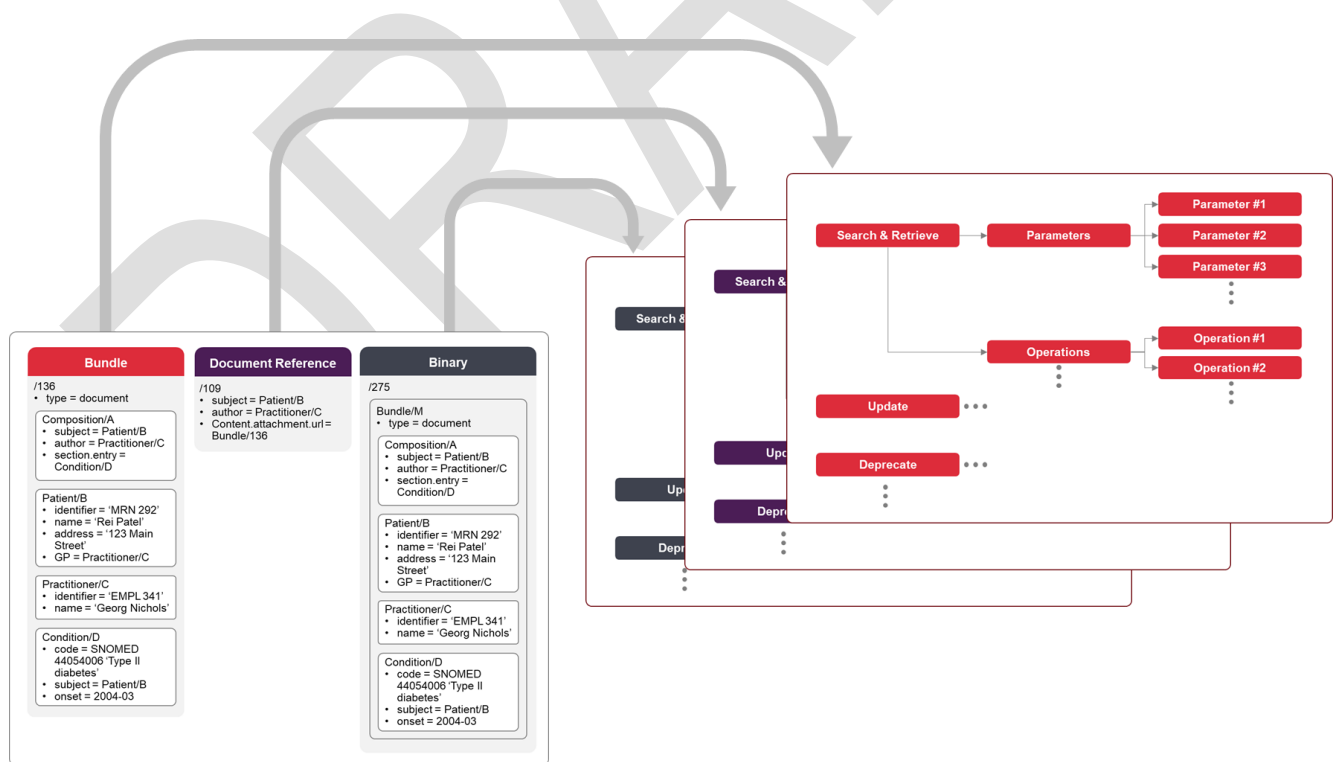 Bundle
/136
• type = document
Composition/A
• subject = Patient/B
• author = Practitioner/C
• section.entry =
Condition/D
Patient/B
• identifier = ‘MRN 292’
• name = ‘Rei Patel’
• address = ‘123 Main
Street’
• GP = Practitioner/C
Practitioner/C
• identifier = ‘EMPL 341’
• name = ‘Georg Nichols’
Condition/D
• code = SNOMED
44054006 ‘Type II
diabetes’
• subject = Patient/B
• onset = 2004-03
Document Reference
/109
• subject = Patient/B
• author = Practitioner/C
• Content.attachment.url =
Bundle/136
Binary
/275
Bundle/M
• type = document
Composition/A
• subject = Patient/B
• author = Practitioner/C
• section.entry =
Condition/D
Patient/B
• identifier = ‘MRN 292’
• name = ‘Rei Patel’
• address = ‘123 Main
Street’
• GP = Practitioner/C
Practitioner/C
• identifier = ‘EMPL 341’
• name = ‘Georg Nichols’
Condition/D
• code = SNOMED
44054006 ‘Type II
diabetes’
• subject = Patient/B
• onset = 2004-03
Search &
Upd
Depr
Search &
Upd
Depr
Search & Retrieve
Parameters
Parameter #1
Parameter #2
Parameter #3
Operations
Operation #1
Operation #2
Update
Deprecate